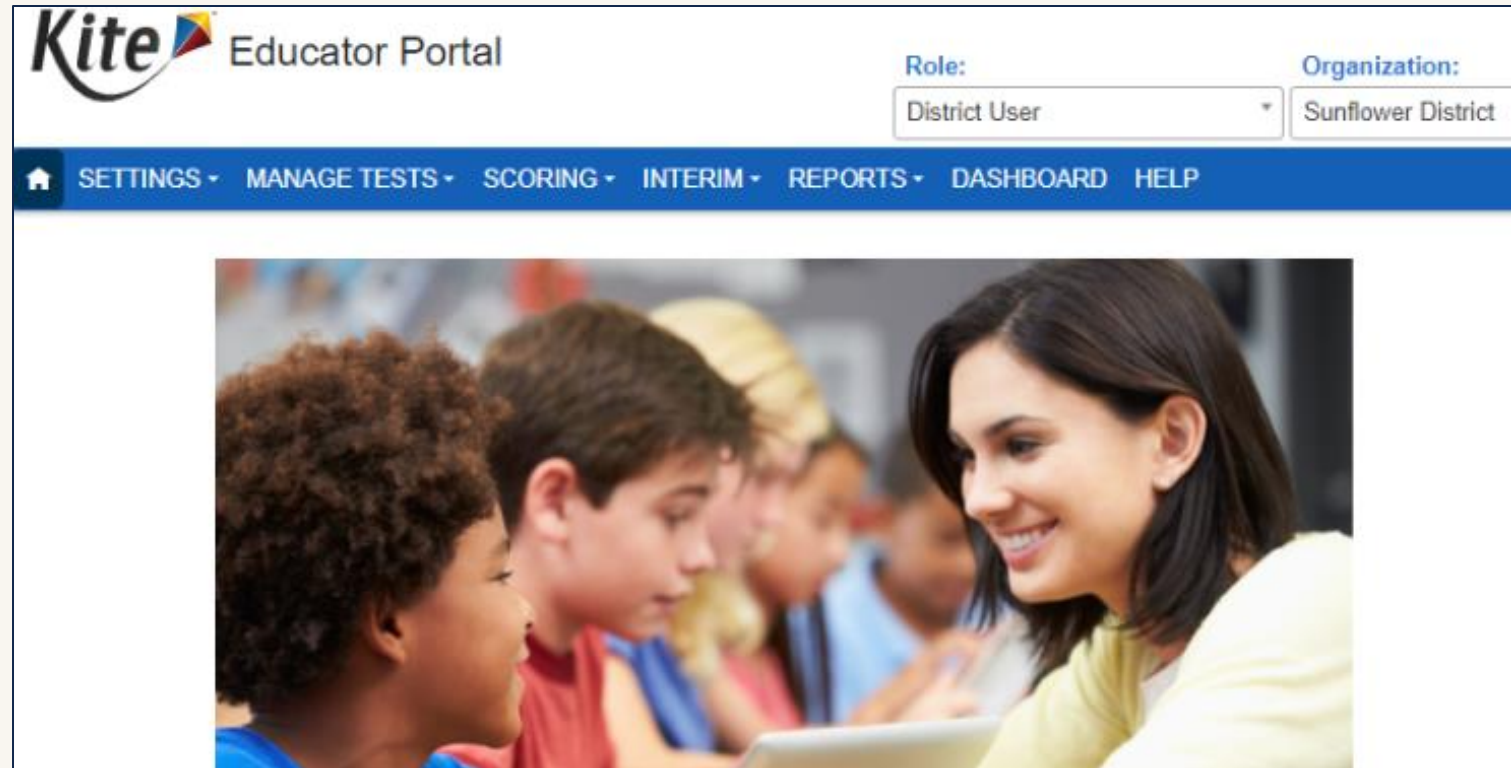 Kite Educator Portal
Role: Organization:
District User Sunflower District
SETTINGS MANAGE TESTS SCORING INTERIM REPORTS DASHBOARD HELP